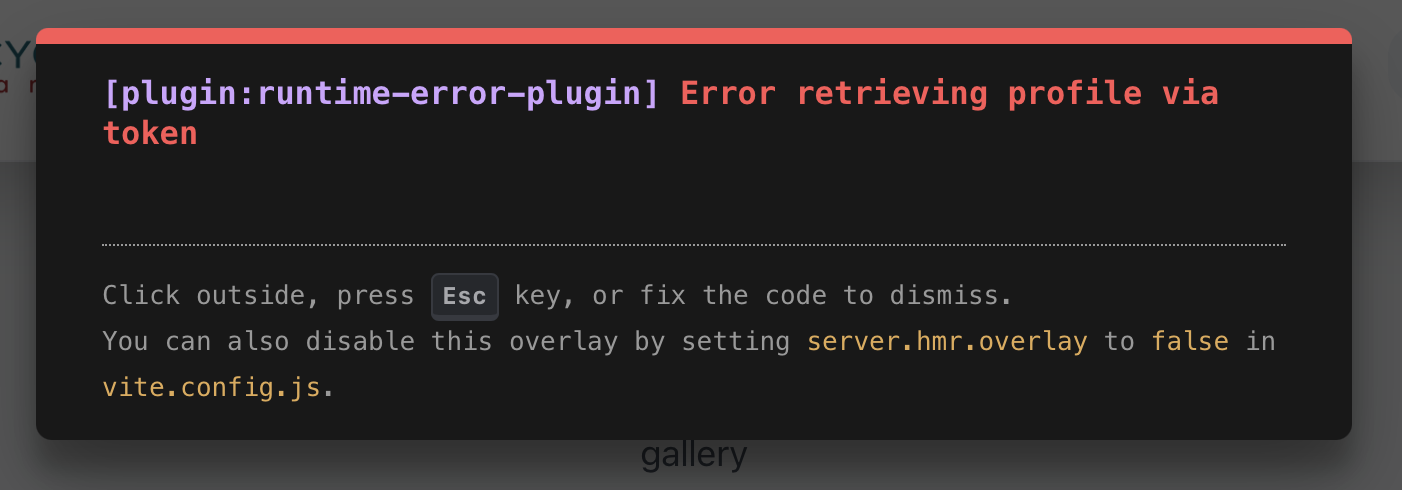 [plugin:runtime-error-plugin] Error retrieving profile via
token
Click outside, press Esc key, or fix the code to dismiss.
You can also disable this overlay by setting server.hmr.overlay to false in
vite.config.js.
gallery